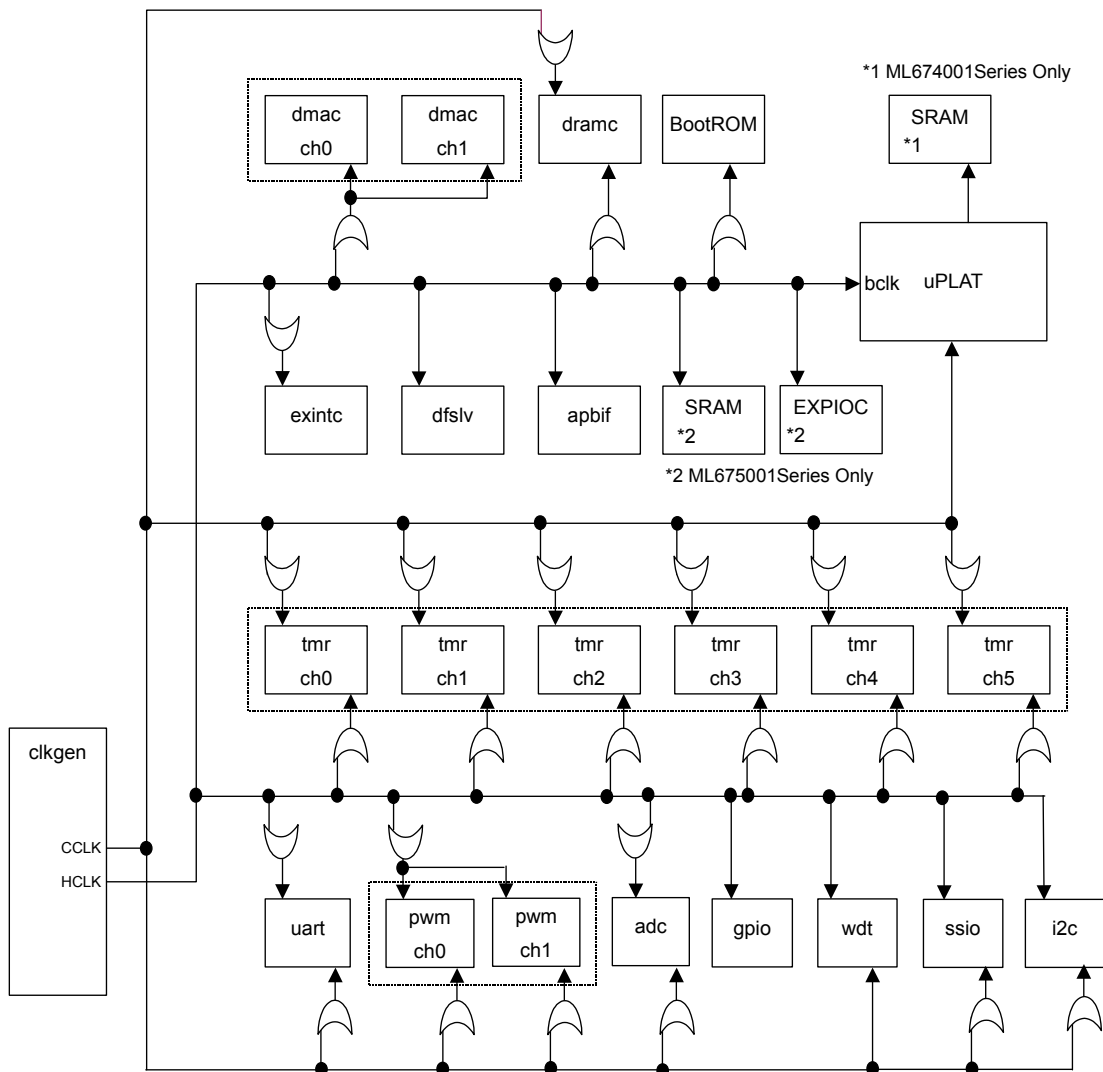 *1 ML674001Series Only
dmac
ch0
dmac
ch1
dramc
BootROM
SRAM
*1
bclk
uPLAT
exintc
dfslv
apbif
SRAM
*2
EXPIOC
*2
*2 ML675001Series Only
tmr
ch0
tmr
ch1
tmr
ch2
tmr
ch3
tmr
ch4
tmr
ch5
clkgen
CCLK
HCLK
uart
pwm
ch0
pwm
ch1
adc
gpio
wdt
ssio
i2c